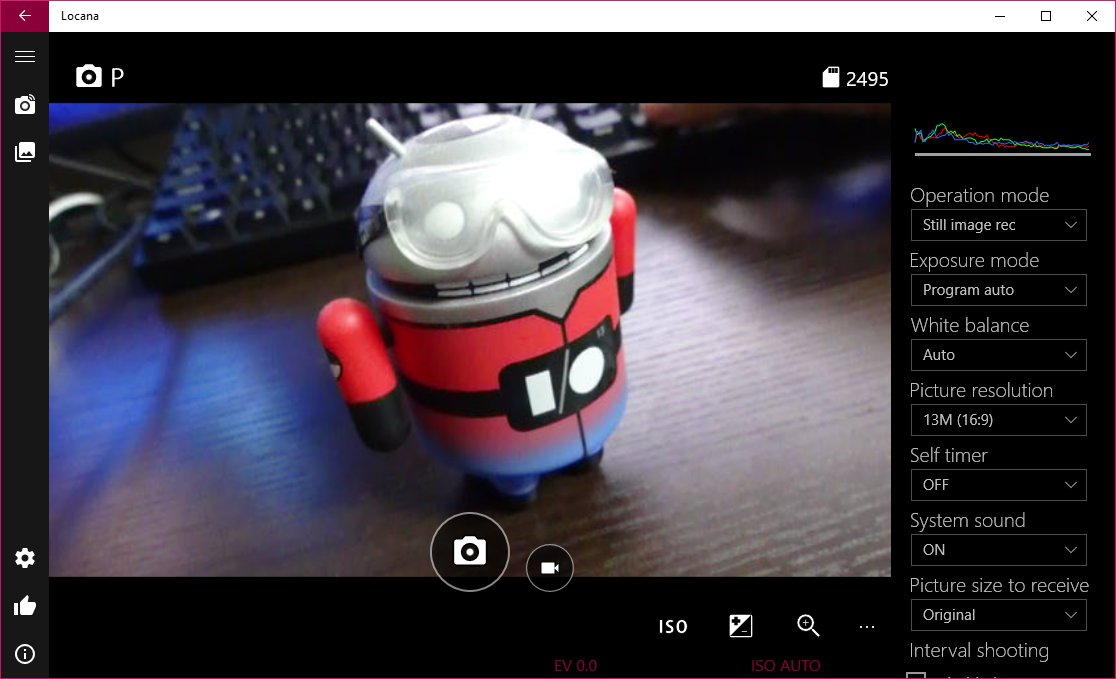 Locana
P
2495
Operation mode
Still image rec
Exposure mode
Program auto
White balance
Auto
Picture resolution
13M (16:9)
Self timer
OFF
System sound
ON
Picture size to receive
Original
Interval shooting
ISO
...
EV 0.0
ISO AUTO